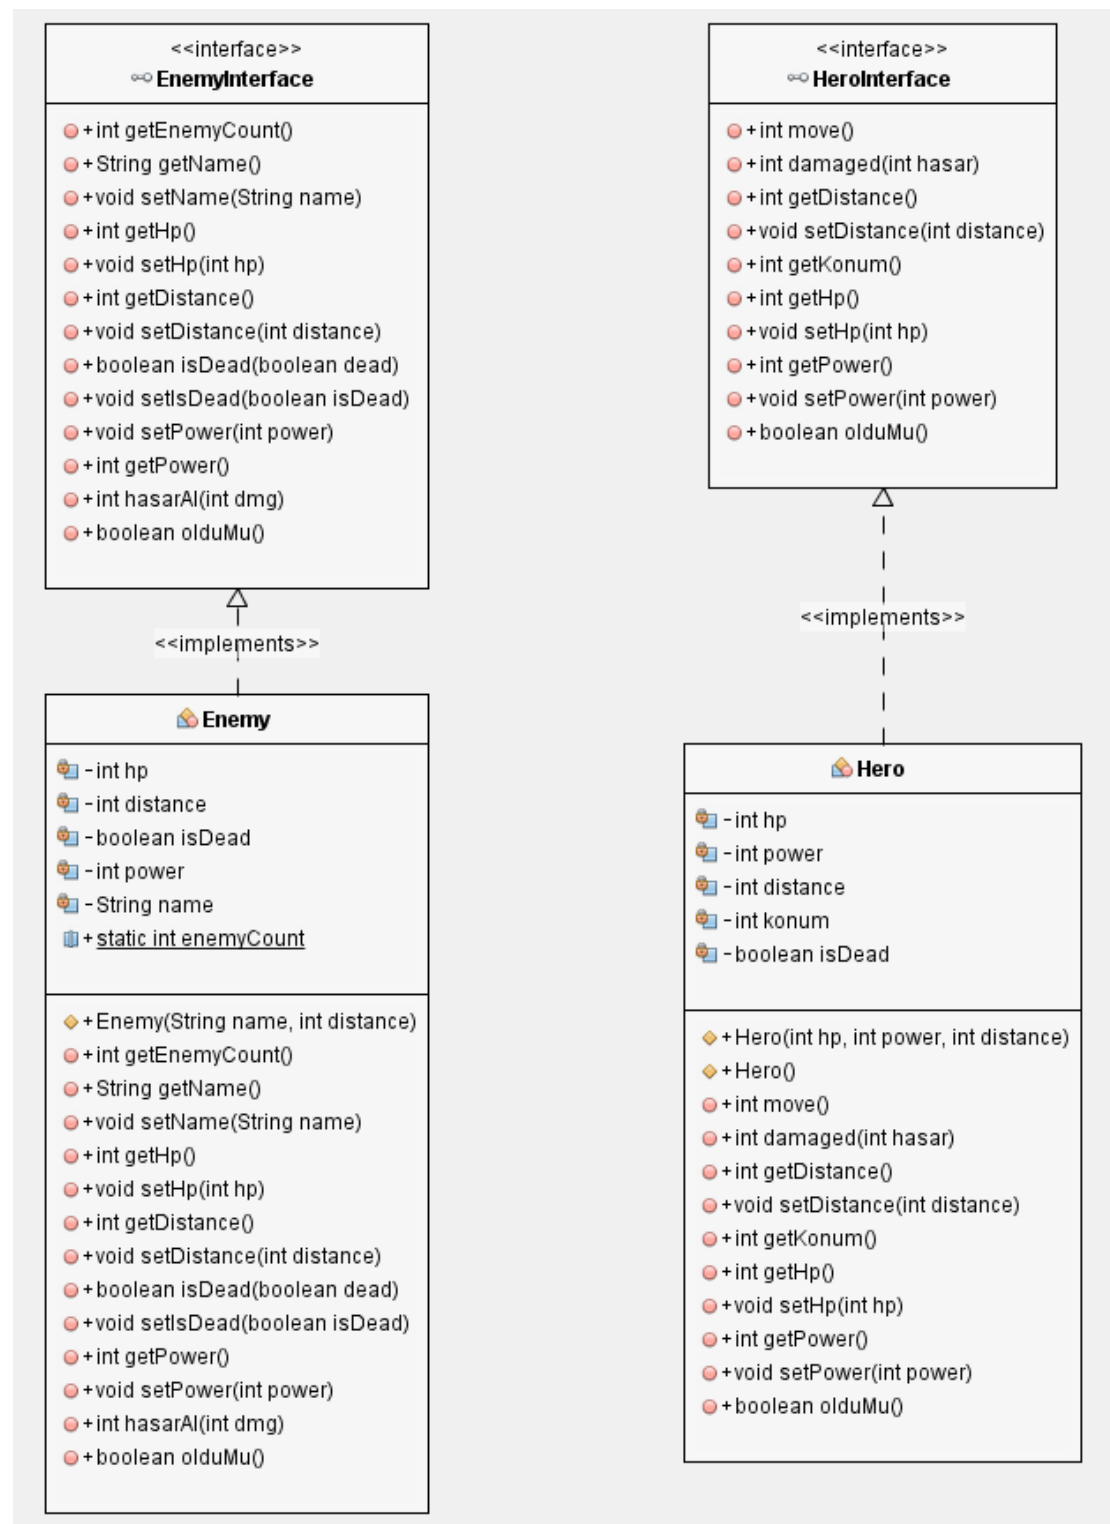 <<interface>>
EnemyInterface
+int getEnemyCount()
+String getName()
+void setName(String name)
+int getHp()
+void setHp(int hp)
+int getDistance()
+void setDistance(int distance)
+boolean isDead(boolean dead)
+void setIsDead(boolean isDead)
+void setPower(int power)
+int getPower()
+int hasarAl(int dmg)
+boolean olduMu()
<<implements>>
Enemy
-int hp
-int distance
-boolean isDead
-int power
-String name
+static int enemyCount
+Enemy(String name, int distance)
+int getEnemyCount()
+String getName()
+void setName(String name)
+int getHp()
+void setHp(int hp)
+int getDistance()
+void setDistance(int distance)
+boolean isDead(boolean dead)
+void setIsDead(boolean isDead)
+int getPower()
+void setPower(int power)
+int hasarAl(int dmg)
+boolean olduMu()
<<interface>>
HeroInterface
+int move()
+int damaged(int hasar)
+int getDistance()
+void setDistance(int distance)
+int getKonum()
+int getHp()
+void setHp(int hp)
+int getPower()
+void setPower(int power)
+boolean olduMu()
<<implements>>
Hero
-int hp
-int power
-int distance
-int konum
-boolean isDead
+Hero(int hp, int power, int distance)
+Hero()
+int move()
+int damaged(int hasar)
+int getDistance()
+void setDistance(int distance)
+int getKonum()
+int getHp()
+void setHp(int hp)
+int getPower()
+void setPower(int power)
+boolean olduMu()